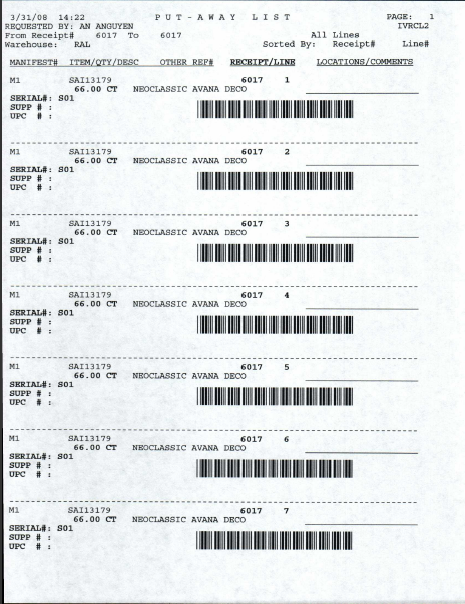 3/31/08 14:22 PUT-AWAY LIST PAGE: 1
REQUESTED BY: AN ANGUYEN IVRCL2
From Receipt# 6017 To 6017 All Lines
Warehouse: RAL Sorted By: Receipt# Line#
MANIFEST# ITEM/QTY/DESC OTHER REF# RECEIPT/LINE LOCATIONS/COMMENTS
M1 SAI13179 6017 1
66.00 CT NEOCLASSIC AVANA DECO
SERIAL#: S01
SUPP # :
UPC # :
M1 SAI13179 6017 2
66.00 CT NEOCLASSIC AVANA DECO
SERIAL#: S01
SUPP # :
UPC # :
M1 SAI13179 6017 3
66.00 CT NEOCLASSIC AVANA DECO
SERIAL#: S01
SUPP # :
UPC # :
M1 SAI13179 6017 4
66.00 CT NEOCLASSIC AVANA DECO
SERIAL#: S01
SUPP # :
UPC # :
M1 SAI13179 6017 5
66.00 CT NEOCLASSIC AVANA DECO
SERIAL#: S01
SUPP # :
UPC # :
M1 SAI13179 6017 6
66.00 CT NEOCLASSIC AVANA DECO
SERIAL#: S01
SUPP # :
UPC # :
M1 SAI13179 6017 7
66.00 CT NEOCLASSIC AVANA DECO
SERIAL#: S01
SUPP # :
UPC # :